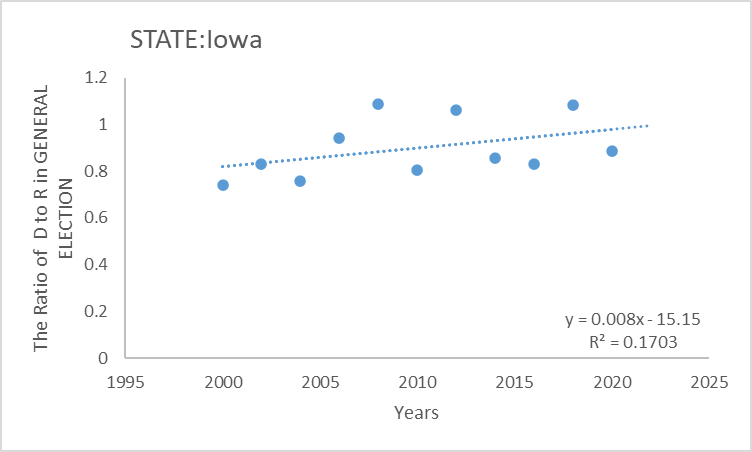 STATE:Iowa
The Ratio of D to R in GENERAL
ELECTION
1.2
1
0.8
0.6
0.4
0.2
0
y = 0.008x - 15.15
R² = 0.1703
1995 2000 2005 2010 2015 2020 2025
Years